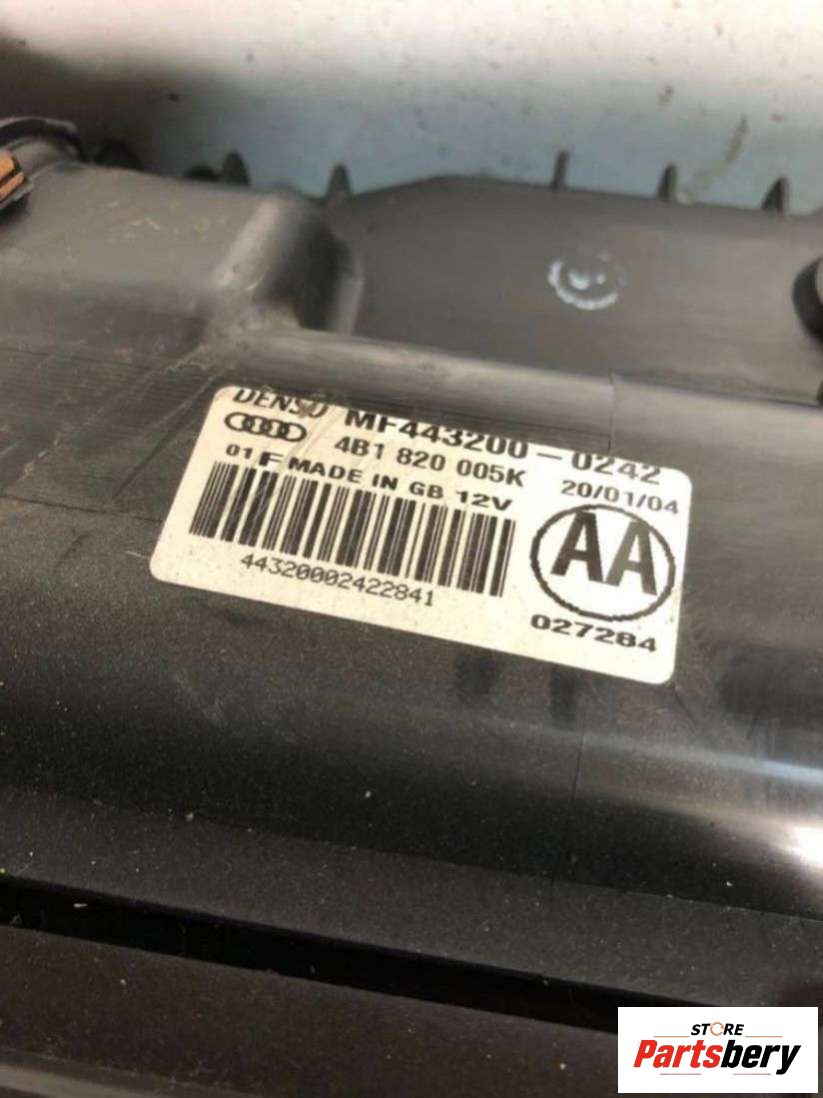 DENSO MF443200-0242
4B1 820 005K 20/01/04
01 F MADE IN GB 12V
AA
44320002422841
027284
STORE
Partsbery